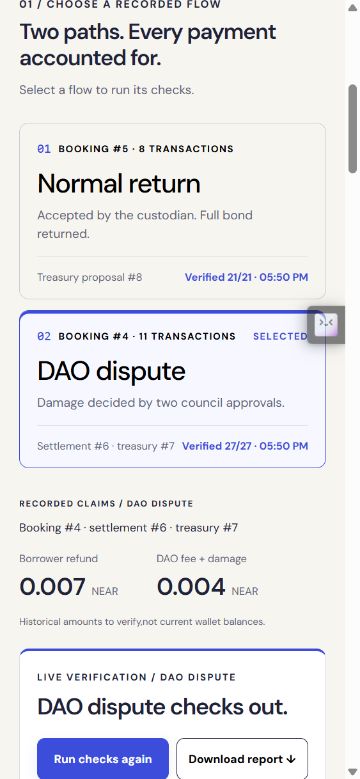 01 / CHOOSE A RECORDED FLOW
Two paths. Every payment
accounted for.
Select a flow to run its checks.
01 BOOKING #5 · 8 TRANSACTIONS
Normal return
Accepted by the custodian. Full bond
returned.
Treasury proposal #8 Verified 21/21 · 05:50 PM
02 BOOKING #4 · 11 TRANSACTIONS SELECTED
DAO dispute
Damage decided by two council approvals.
Settlement #6 · treasury #7 Verified 27/27 · 05:50 PM
RECORDED CLAIMS / DAO DISPUTE
Booking #4 · settlement #6 · treasury #7
Borrower refund DAO fee + damage
0.007 NEAR 0.004 NEAR
Historical amounts to verify,not current wallet balances.
LIVE VERIFICATION / DAO DISPUTE
DAO dispute checks out.
Run checks again Download report ↓